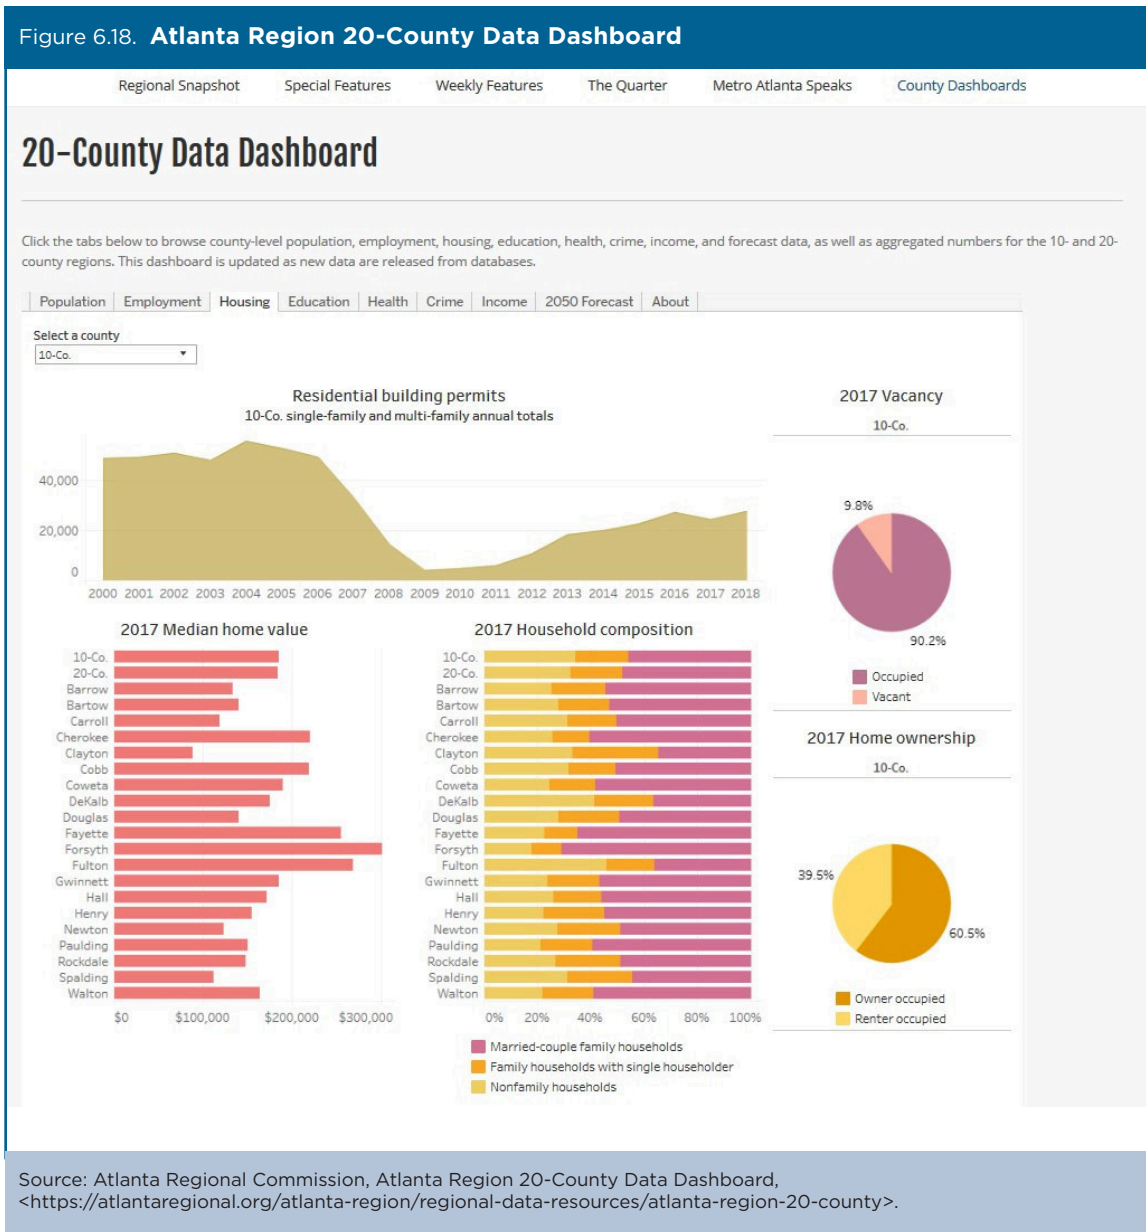 Figure 6.18. Atlanta Region 20-County Data Dashboard
Regional Snapshot Special Features Weekly Features The Quarter Metro Atlanta Speaks County Dashboards
20-County Data Dashboard
Click the tabs below to browse county-level population, employment, housing, education, health, crime, income, and forecast data, as well as aggregated numbers for the 10- and 20-
county regions. This dashboard is updated as new data are released from databases.
Population Employment Housing Education Health Crime Income 2050 Forecast About
Select a county
10-Co.
Residential building permits
10-Co. single-family and multi-family annual totals
40,000
20,000
0
2000 2001 2002 2003 2004 2005 2006 2007 2008 2009 2010 2011 2012 2013 2014 2015 2016 2017 2018
2017 Vacancy
10-Co.
9.8%
90.2%
Occupied
Vacant
2017 Median home value
10-Co.
20-Co.
Barrow
Bartow
Carroll
Cherokee
Clayton
Cobb
Coweta
DeKalb
Douglas
Fayette
Forsyth
Fulton
Gwinnett
Hall
Henry
Newton
Paulding
Rockdale
Spalding
Walton
$0 $100,000 $200,000 $300,000
2017 Household composition
10-Co.
20-Co.
Barrow
Bartow
Carroll
Cherokee
Clayton
Cobb
Coweta
DeKalb
Douglas
Fayette
Forsyth
Fulton
Gwinnett
Hall
Henry
Newton
Paulding
Rockdale
Spalding
Walton
0% 20% 40% 60% 80% 100%
Married-couple family households
Family households with single householder
Nonfamily households
2017 Home ownership
10-Co.
39.5%
60.5%
Owner occupied
Renter occupied
Source: Atlanta Regional Commission, Atlanta Region 20-County Data Dashboard,
<https://atlantaregional.org/atlanta-region/regional-data-resources/atlanta-region-20-county>.